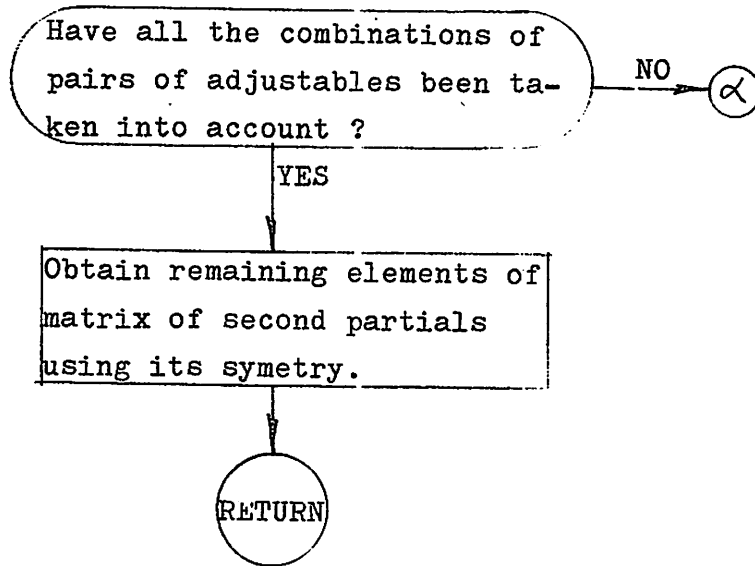 Have all the combinations of
pairs of adjustables been ta-
ken into account ?
NO
α
YES
Obtain remaining elements of
matrix of second partials
using its symetry.
RETURN